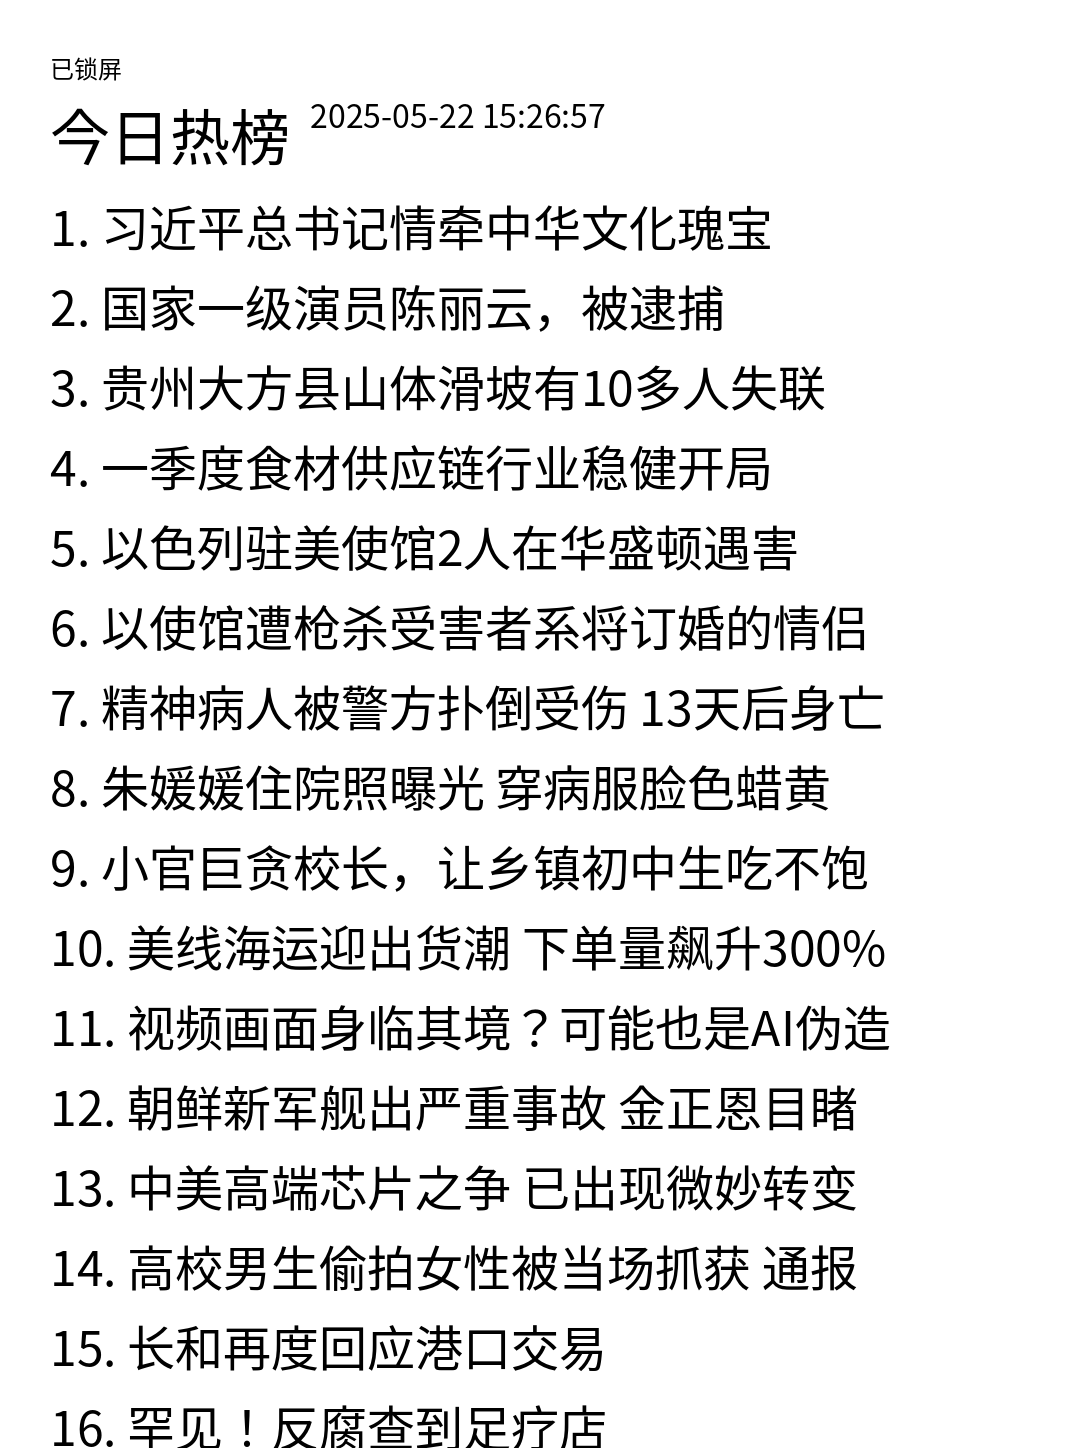 已锁屏
今日热榜 2025-05-22 15:26:57
1. 习近平总书记情牵中华文化瑰宝
2. 国家一级演员陈丽云，被逮捕
3. 贵州大方县山体滑坡有10多人失联
4. 一季度食材供应链行业稳健开局
5. 以色列驻美使馆2人在华盛顿遇害
6. 以使馆遭枪杀受害者系将订婚的情侣
7. 精神病人被警方扑倒受伤 13天后身亡
8. 朱媛媛住院照曝光 穿病服脸色蜡黄
9. 小官巨贪校长，让乡镇初中生吃不饱
10. 美线海运迎出货潮 下单量飙升300%
11. 视频画面身临其境？可能也是AI伪造
12. 朝鲜新军舰出严重事故 金正恩目睹
13. 中美高端芯片之争 已出现微妙转变
14. 高校男生偷拍女性被当场抓获 通报
15. 长和再度回应港口交易
16. 罕见！反腐查到足疗店